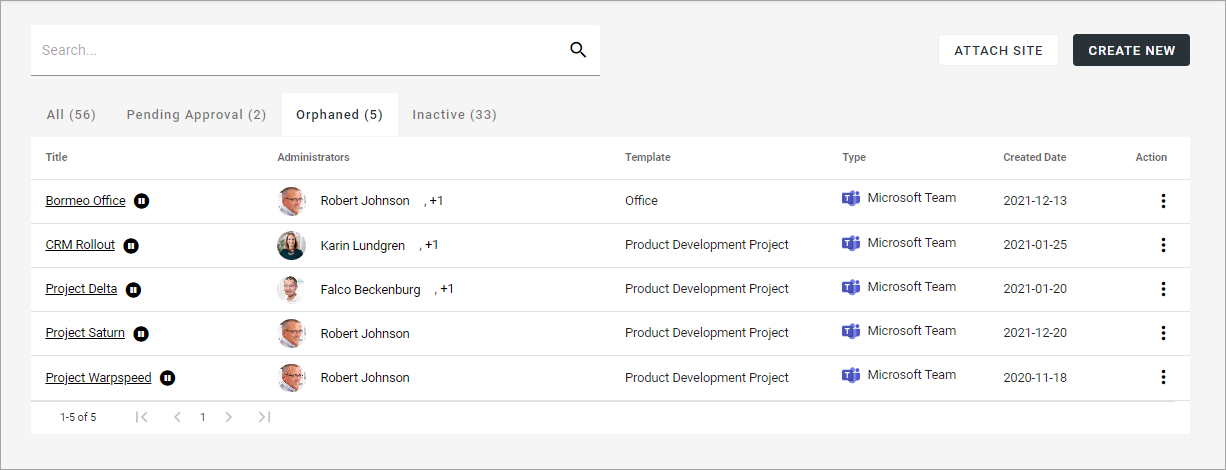 Search...
ATTACH SITE
CREATE NEW
All (56) Pending Approval (2) Orphaned (5) Inactive (33)
Title Administrators Template Type Created Date Action
Bormeo Office Robert Johnson , +1 Office Microsoft Team 2021-12-13
CRM Rollout Karin Lundgren , +1 Product Development Project Microsoft Team 2021-01-25
Project Delta Falco Beckenburg , +1 Product Development Project Microsoft Team 2021-01-20
Project Saturn Robert Johnson Product Development Project Microsoft Team 2021-12-20
Project Warpspeed Robert Johnson Product Development Project Microsoft Team 2020-11-18
1-5 of 5 1